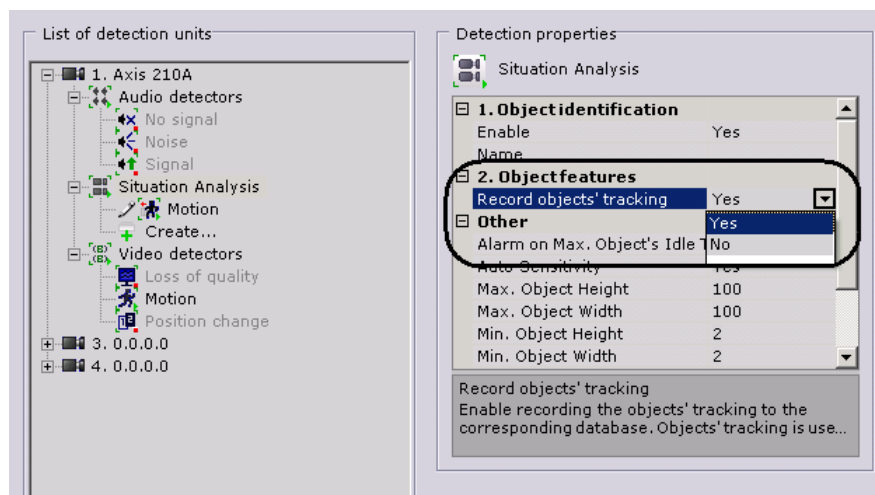 List of detection units
1. Axis 210A
Audio detectors
No signal
Noise
Signal
Situation Analysis
Motion
Create...
Video detectors
Loss of quality
Motion
Position change
3. 0.0.0.0
4. 0.0.0.0
Detection properties
Situation Analysis
1. Object identification
Enable Yes
Name
2. Object features
Record objects' tracking Yes
Yes
No
Other
Alarm on Max. Object's Idle T
Auto Sensitivity Yes
Max. Object Height 100
Max. Object Width 100
Min. Object Height 2
Min. Object Width 2
Record objects' tracking
Enable recording the objects' tracking to the
corresponding database. Objects' tracking is use...